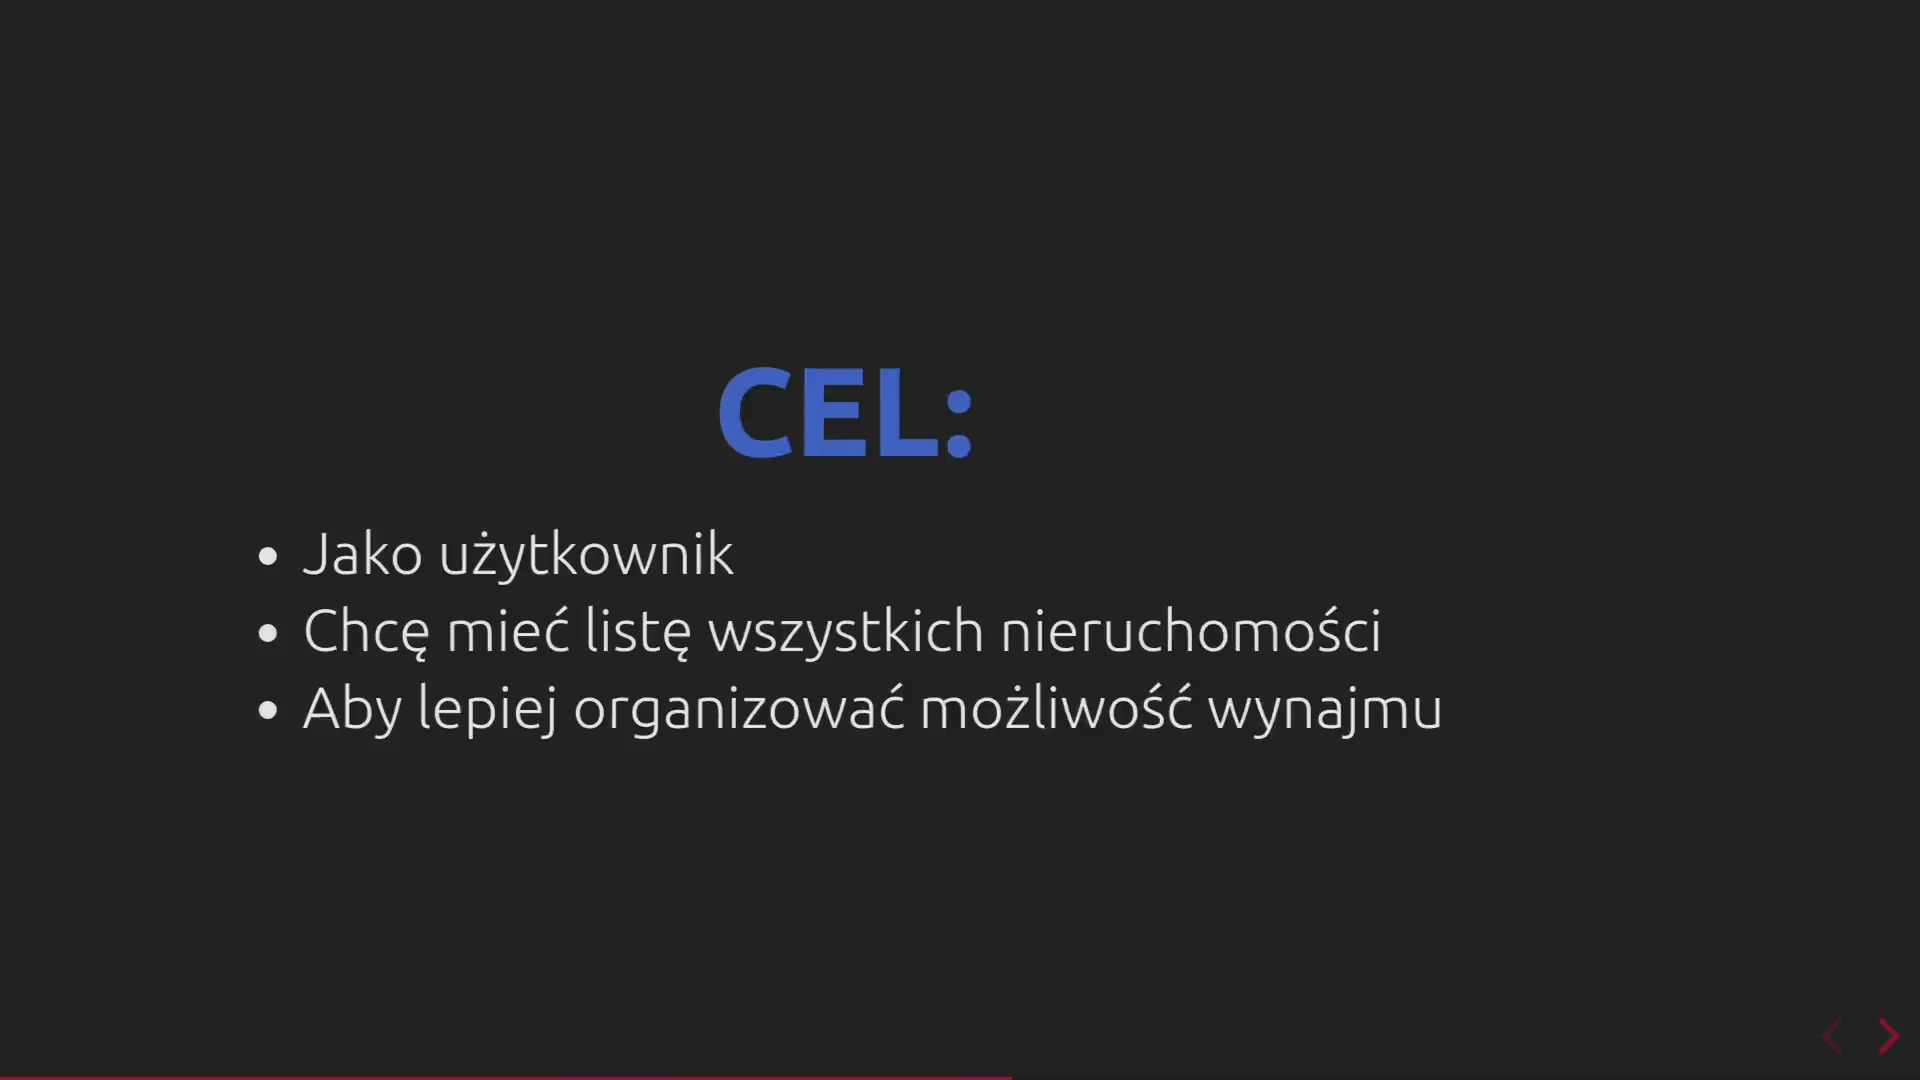 CEL:
• Jako użytkownik
• Chcę mieć listę wszystkich nieruchomości
• Aby lepiej organizować możliwość wynajmu